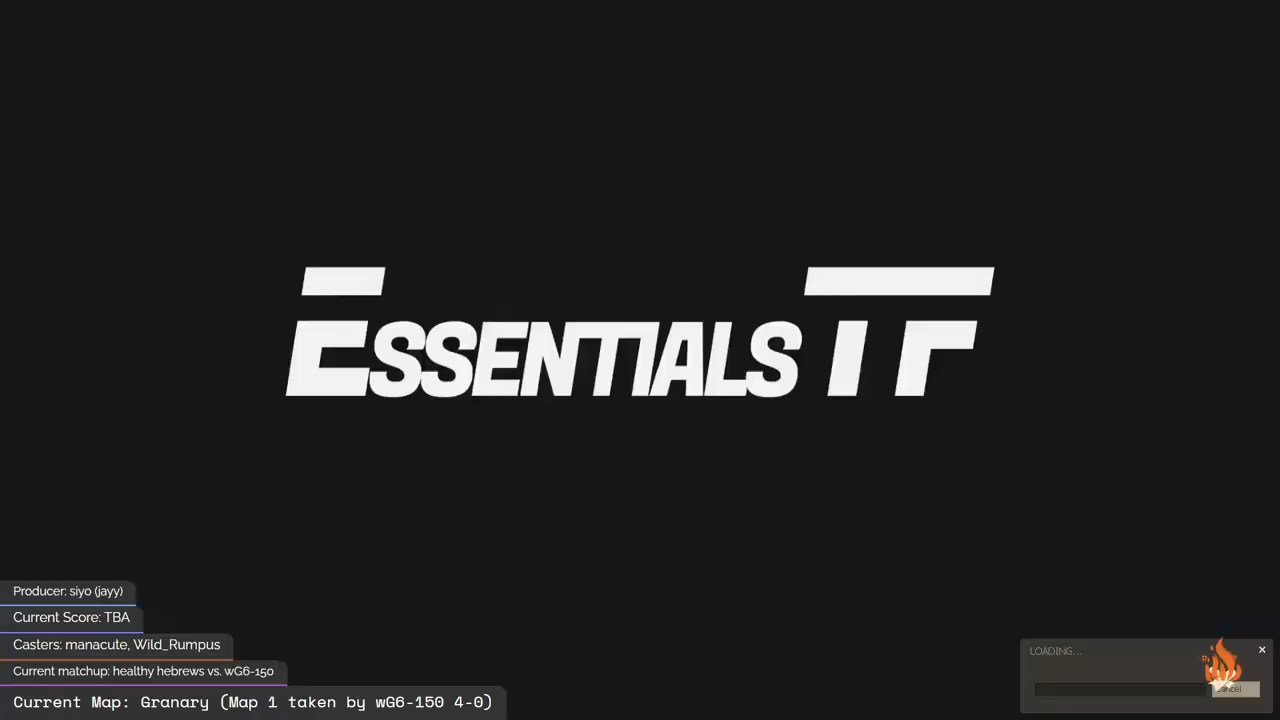 ESSENTIALS TF
Producer: siyo (jayy)
Current Score: TBA
Casters: manacute, Wild_Rumpus
Current matchup: healthy hebrews vs. wG6-150
Current Map: Granary (Map 1 taken by wG6-150 4-0)
LOADING...
Cancel